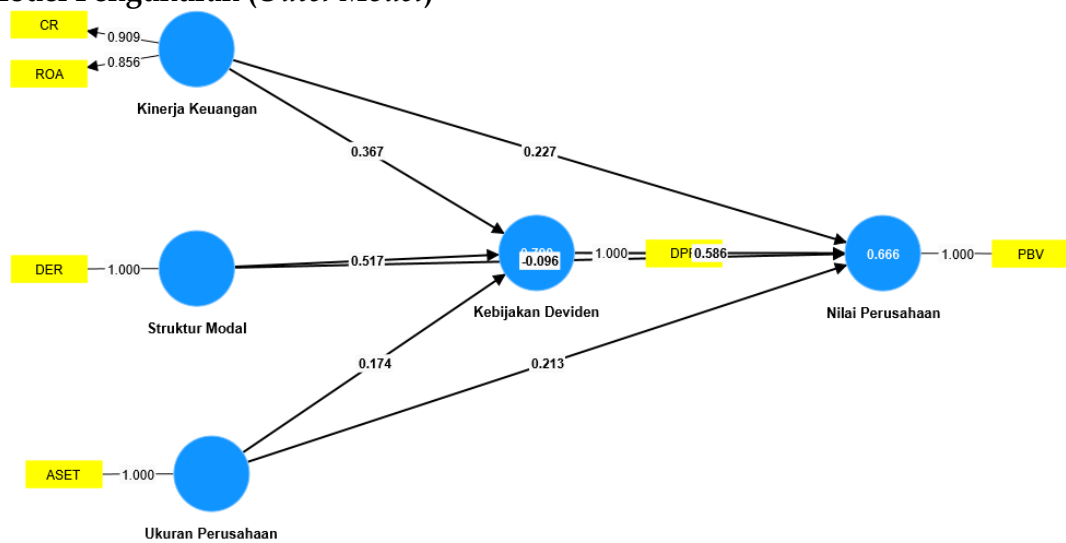 CR
0.909
0.856
ROA
Kinerja Keuangan
0.367
0.227
DER
1.000
Struktur Modal
0.517
-0.096
Kebijakan Deviden
1.000
0.586
0.666
Nilai Perusahaan
1.000
PBV
0.174
0.213
ASET
1.000
Ukuran Perusahaan